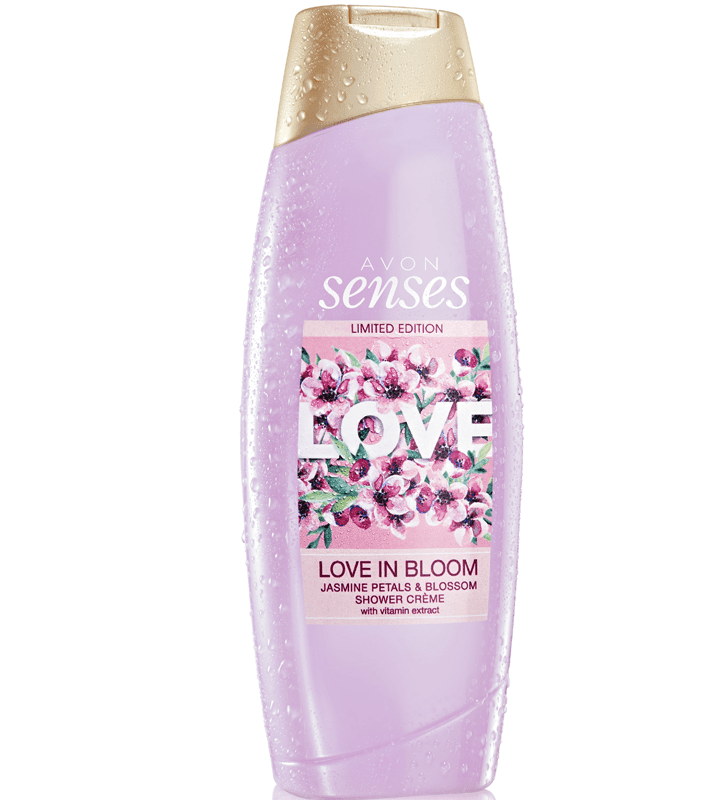 AVON
senses
LIMITED EDITION
LOVE
LOVE IN BLOOM
JASMINE PETALS & BLOSSOM
SHOWER CRÈME
with vitamin extract